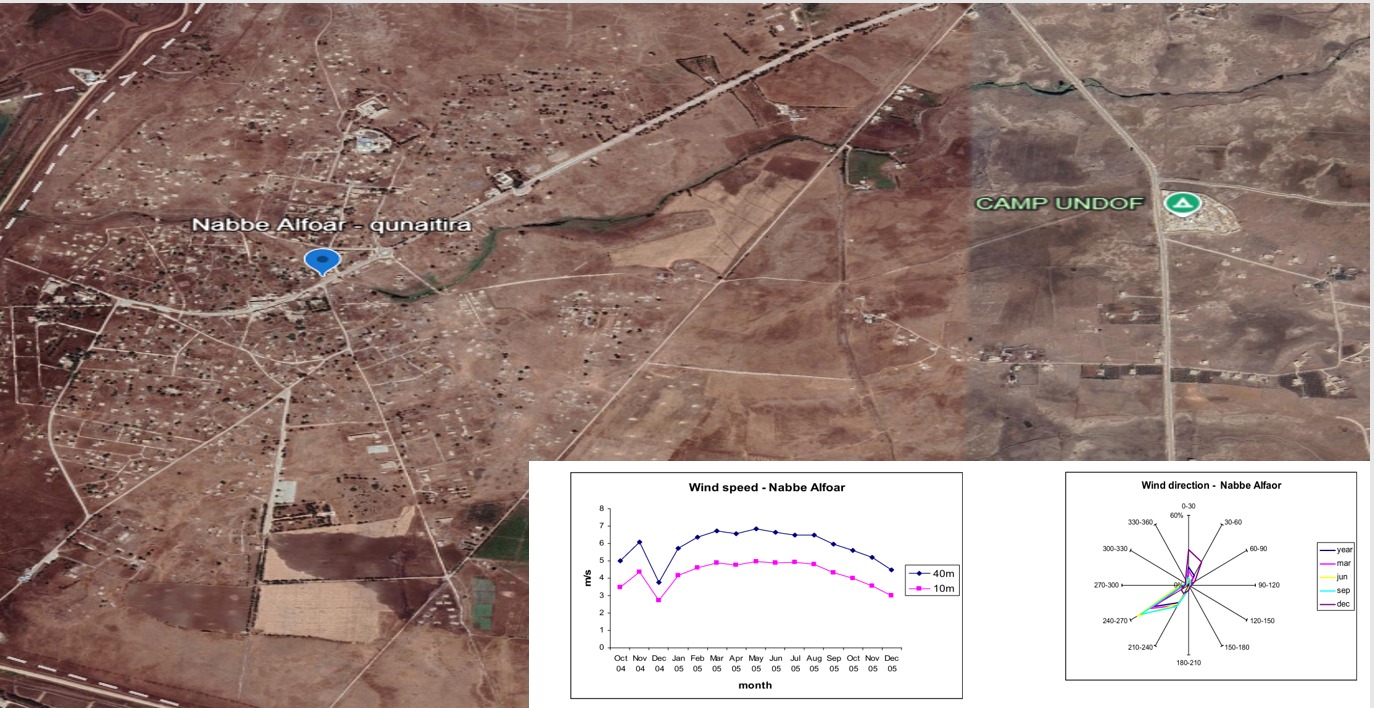 Nabbe Alfoar - qunaitira
CAMP UNDOF
Wind speed - Nabbe Alfoar
8
7
6
5
4
3
2
1
0
m/s
Oct Nov Dec Jan Feb Mar Apr May Jun Jul Aug Sep Oct Nov Dec
04 04 04 05 05 05 05 05 05 05 05 05 05 05 05
month
40m
10m
Wind direction - Nabbe Alfaor
0-30
60%
330-360
30-60
300-330
60-90
270-300
0%
90-120
240-270
120-150
210-240
150-180
180-210
year
mar
jun
sep
dec